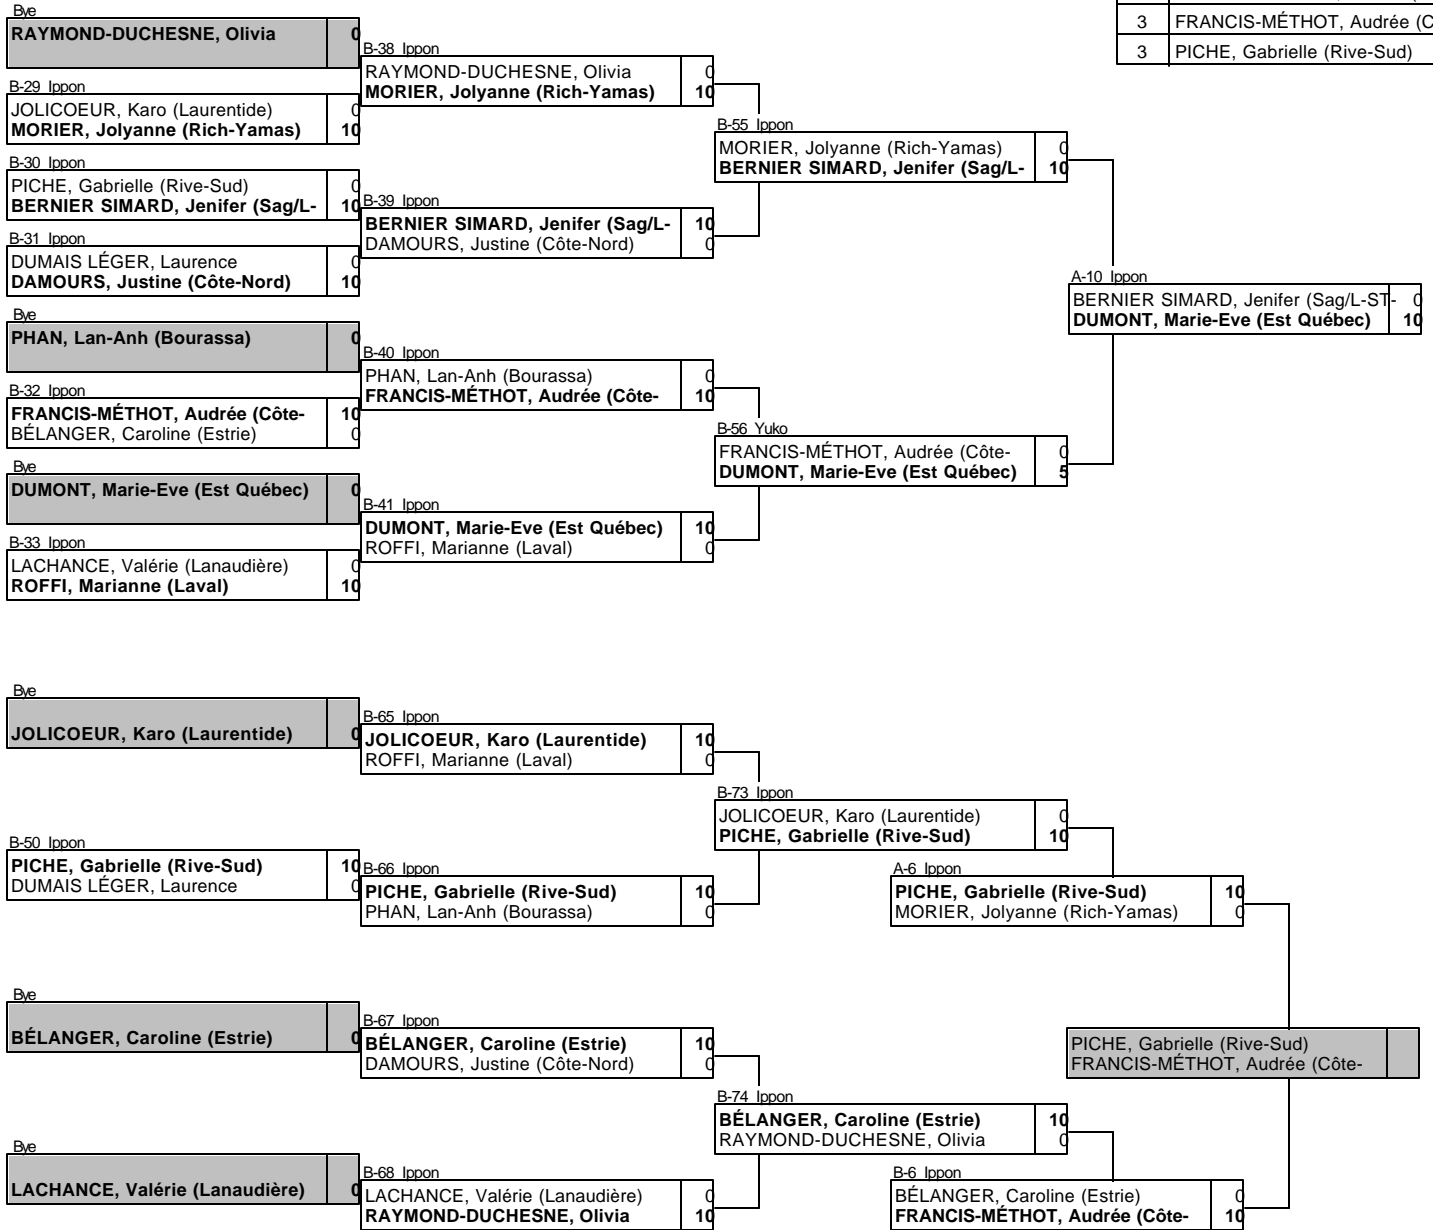 3 FRANCIS-MÉTHOT, Audrée (C
3 PICHE, Gabrielle (Rive-Sud)
Bye
RAYMOND-DUCHESNE, Olivia 0
B-29 Ippon
JOLICOEUR, Karo (Laurentide) 0
MORIER, Jolyanne (Rich-Yamas) 10
B-30 Ippon
PICHE, Gabrielle (Rive-Sud) 0
BERNIER SIMARD, Jenifer (Sag/L- 10
B-31 Ippon
DUMAIS LÉGER, Laurence 0
DAMOURS, Justine (Côte-Nord) 10
Bye
PHAN, Lan-Anh (Bourassa) 0
B-32 Ippon
FRANCIS-MÉTHOT, Audrée (Côte- 10
BÉLANGER, Caroline (Estrie) 0
Bye
DUMONT, Marie-Eve (Est Québec) 0
B-33 Ippon
LACHANCE, Valérie (Lanaudière) 0
ROFFI, Marianne (Laval) 10
B-38 Ippon
RAYMOND-DUCHESNE, Olivia 0
MORIER, Jolyanne (Rich-Yamas) 10
B-39 Ippon
BERNIER SIMARD, Jenifer (Sag/L- 10
DAMOURS, Justine (Côte-Nord) 0
B-40 Ippon
PHAN, Lan-Anh (Bourassa) 0
FRANCIS-MÉTHOT, Audrée (Côte- 10
B-41 Ippon
DUMONT, Marie-Eve (Est Québec) 10
ROFFI, Marianne (Laval) 0
B-55 Ippon
MORIER, Jolyanne (Rich-Yamas) 0
BERNIER SIMARD, Jenifer (Sag/L- 10
B-56 Yuko
FRANCIS-MÉTHOT, Audrée (Côte- 0
DUMONT, Marie-Eve (Est Québec) 5
A-10 Ippon
BERNIER SIMARD, Jenifer (Sag/L-ST- 0
DUMONT, Marie-Eve (Est Québec) 10
Bye
JOLICOEUR, Karo (Laurentide) 0
B-50 Ippon
PICHE, Gabrielle (Rive-Sud) 10
DUMAIS LÉGER, Laurence 0
Bye
BÉLANGER, Caroline (Estrie) 0
Bye
LACHANCE, Valérie (Lanaudière) 0
B-65 Ippon
JOLICOEUR, Karo (Laurentide) 10
ROFFI, Marianne (Laval) 0
B-66 Ippon
PICHE, Gabrielle (Rive-Sud) 10
PHAN, Lan-Anh (Bourassa) 0
B-67 Ippon
BÉLANGER, Caroline (Estrie) 10
DAMOURS, Justine (Côte-Nord) 0
B-68 Ippon
LACHANCE, Valérie (Lanaudière) 0
RAYMOND-DUCHESNE, Olivia 10
B-73 Ippon
JOLICOEUR, Karo (Laurentide) 0
PICHE, Gabrielle (Rive-Sud) 10
B-74 Ippon
BÉLANGER, Caroline (Estrie) 10
RAYMOND-DUCHESNE, Olivia 0
A-6 Ippon
PICHE, Gabrielle (Rive-Sud) 10
MORIER, Jolyanne (Rich-Yamas) 0
B-6 Ippon
BÉLANGER, Caroline (Estrie) 0
FRANCIS-MÉTHOT, Audrée (Côte- 10
PICHE, Gabrielle (Rive-Sud)
FRANCIS-MÉTHOT, Audrée (Côte-